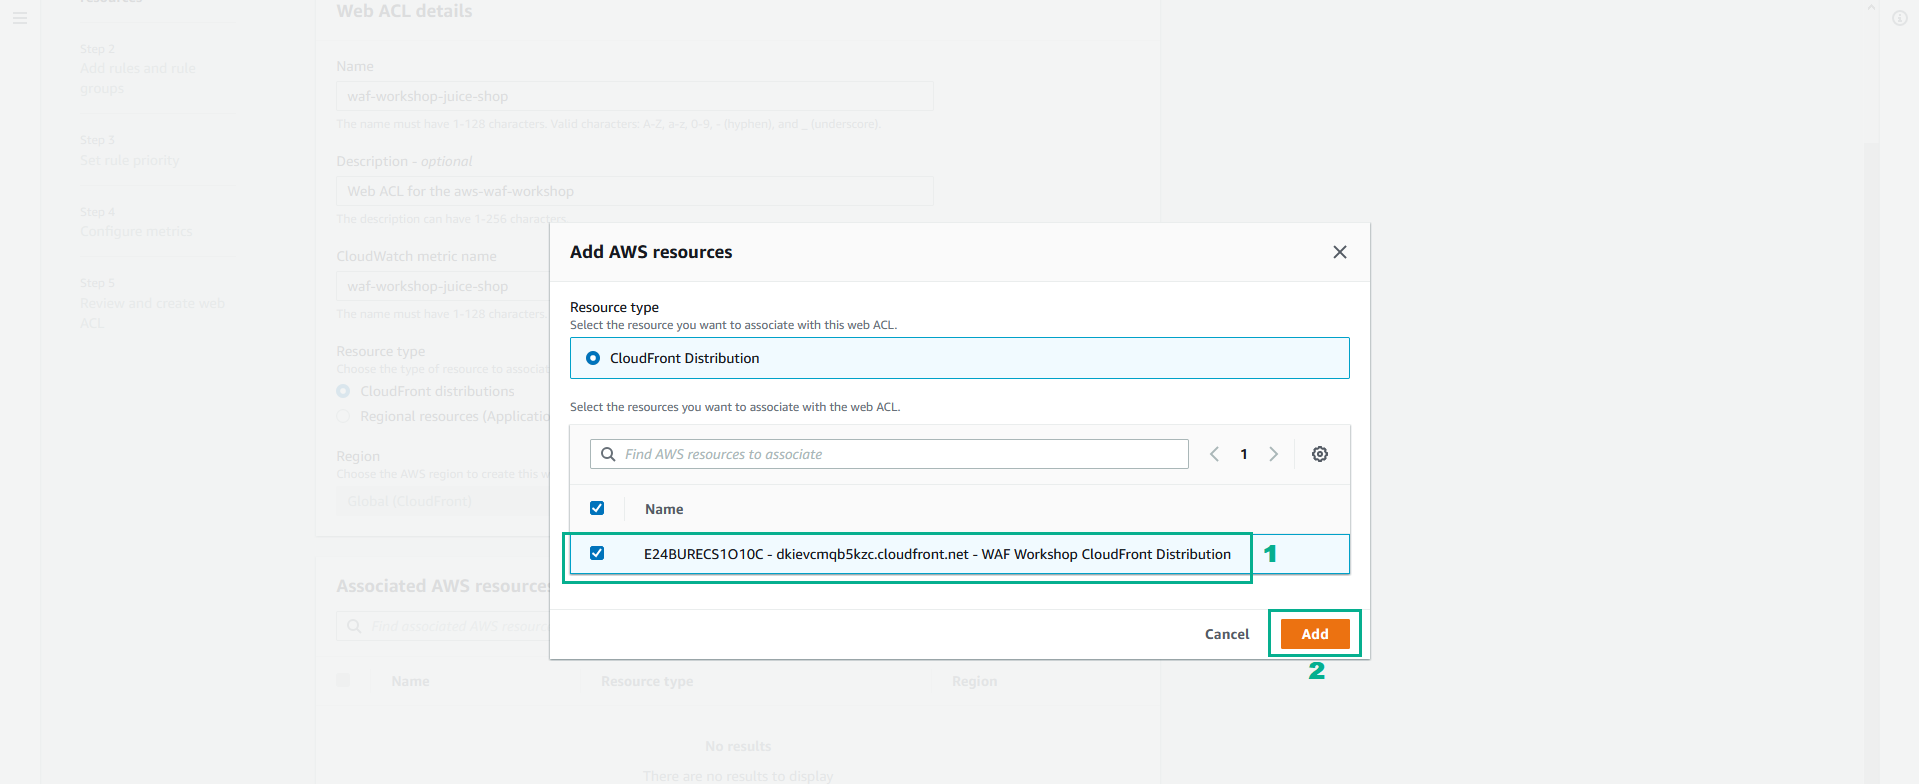 resources
Step 2
Add rules and rule
groups
Step 3
Set rule priority
Step 4
Configure metrics
Step 5
Review and create web
ACL
Web ACL details
Name
waf-workshop-juice-shop
The name must have 1-128 characters. Valid characters: A-Z, a-z, 0-9, - (hyphen), and _ (underscore).
Description - optional
Web ACL for the aws-waf-workshop
The description can have 1-256 characters.
CloudWatch metric name
waf-workshop-juice-shop
The name must have 1-128 characters.
Resource type
Choose the type of resource to associat
CloudFront distributions
Regional resources (Applicatio
Region
Choose the AWS region to create this w
Global (CloudFront)
Associated AWS resources
Find associated AWS resourc
Name Resource type Region
No results
There are no results to display
Add AWS resources
Resource type
Select the resource you want to associate with this web ACL.
CloudFront Distribution
Select the resources you want to associate with the web ACL.
Find AWS resources to associate
1
Name
E24BURECS1O10C - dkievcmqb5kzc.cloudfront.net - WAF Workshop CloudFront Distribution
1
Cancel
Add
2